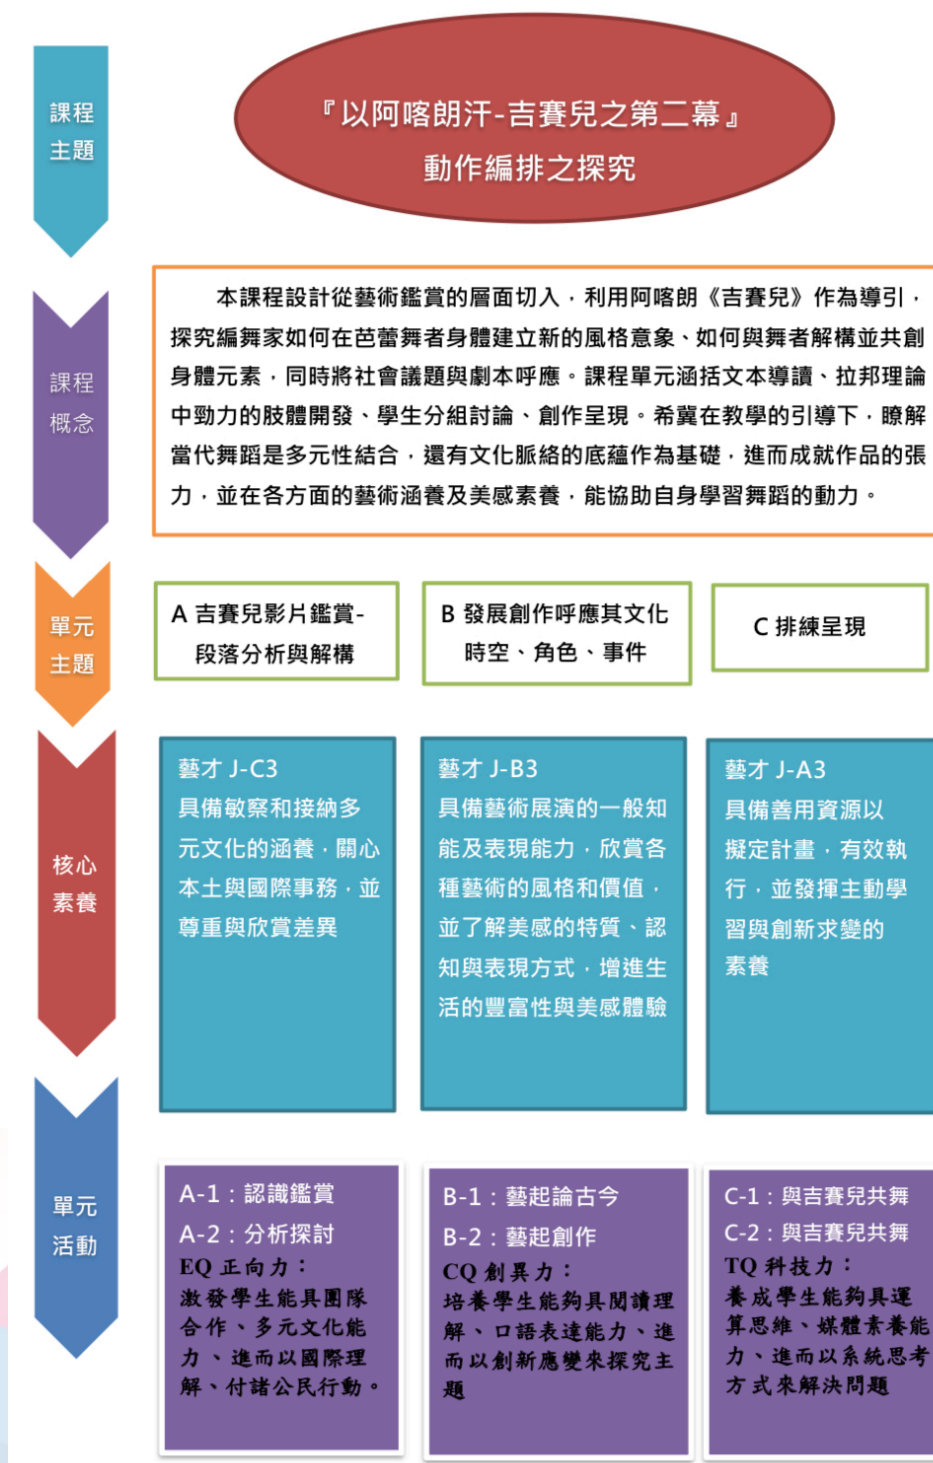 課程
主題
『以阿喀朗汗-吉賽兒之第二幕』
動作編排之探究
課程
概念
本課程設計從藝術鑑賞的層面切入，利用阿喀朗《吉賽兒》作為導引，
探究編舞家如何在芭蕾舞者身體建立新的風格意象、如何與舞者解構並共創
身體元素，同時將社會議題與劇本呼應。課程單元涵括文本導讀、拉邦理論
中勁力的肢體開發、學生分組討論、創作呈現。希冀在教學的引導下，瞭解
當代舞蹈是多元性結合，還有文化脈絡的底蘊作為基礎，進而成就作品的張
力，並在各方面的藝術涵養及美感素養，能協助自身學習舞蹈的動力。
單元
主題
A 吉賽兒影片鑑賞-
段落分析與解構
B 發展創作呼應其文化
時空、角色、事件
C 排練呈現
核心
素養
藝才 J-C3
具備敏察和接納多
元文化的涵養，關心
本土與國際事務，並
尊重與欣賞差異
藝才 J-B3
具備藝術展演的一般知
能及表現能力，欣賞各
種藝術的風格和價值，
並了解美感的特質、認
知與表現方式，增進生
活的豐富性與美感體驗
藝才 J-A3
具備善用資源以
擬定計畫，有效執
行，並發揮主動學
習與創新求變的
素養
單元
活動
A-1：認識鑑賞
A-2：分析探討
EQ 正向力：
激發學生能具團隊
合作、多元文化能
力、進而以國際理
解、付諸公民行動。
B-1：藝起論古今
B-2：藝起創作
CQ 創異力：
培養學生能夠具閱讀理
解、口語表達能力、進
而以創新應變來探究主
題
C-1：與吉賽兒共舞
C-2：與吉賽兒共舞
TQ 科技力：
養成學生能夠具運
算思維、媒體素養能
力、進而以系統思考
方式來解決問題